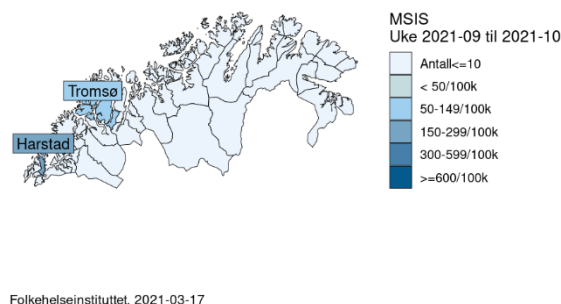 MSIS
Uke 2021-09 til 2021-10
Antall<=10
< 50/100k
50-149/100k
150-299/100k
300-599/100k
>=600/100k
Tromsø
Harstad
Folkehelseinstituttet, 2021-03-17